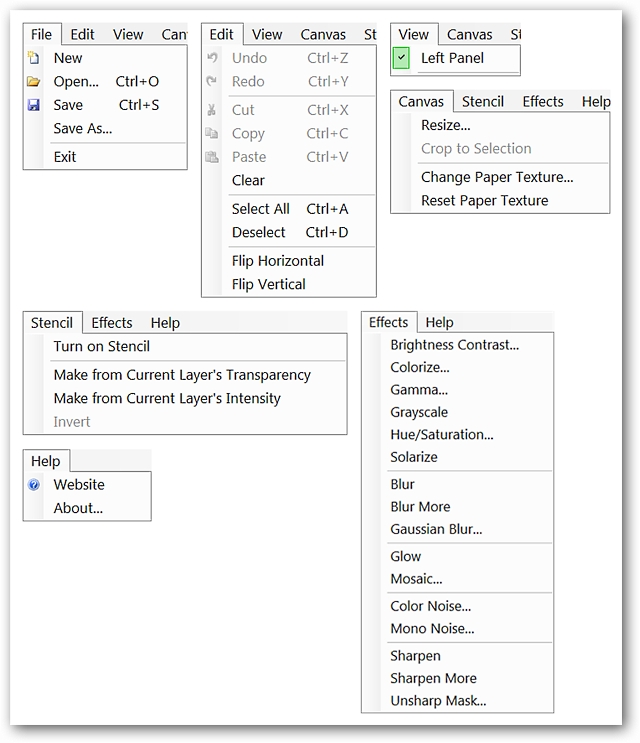 File Edit View Can
New
Open... Ctrl+O
Save Ctrl+S
Save As...
Exit
Edit View Canvas St
Undo Ctrl+Z
Redo Ctrl+Y
Cut Ctrl+X
Copy Ctrl+C
Paste Ctrl+V
Clear
Select All Ctrl+A
Deselect Ctrl+D
Flip Horizontal
Flip Vertical
View Canvas St
Left Panel
Canvas Stencil Effects Help
Resize...
Crop to Selection
Change Paper Texture...
Reset Paper Texture
Stencil Effects Help
Turn on Stencil
Make from Current Layer's Transparency
Make from Current Layer's Intensity
Invert
Help
Website
About...
Effects Help
Brightness Contrast...
Colorize...
Gamma...
Grayscale
Hue/Saturation...
Solarize
Blur
Blur More
Gaussian Blur...
Glow
Mosaic...
Color Noise...
Mono Noise...
Sharpen
Sharpen More
Unsharp Mask...